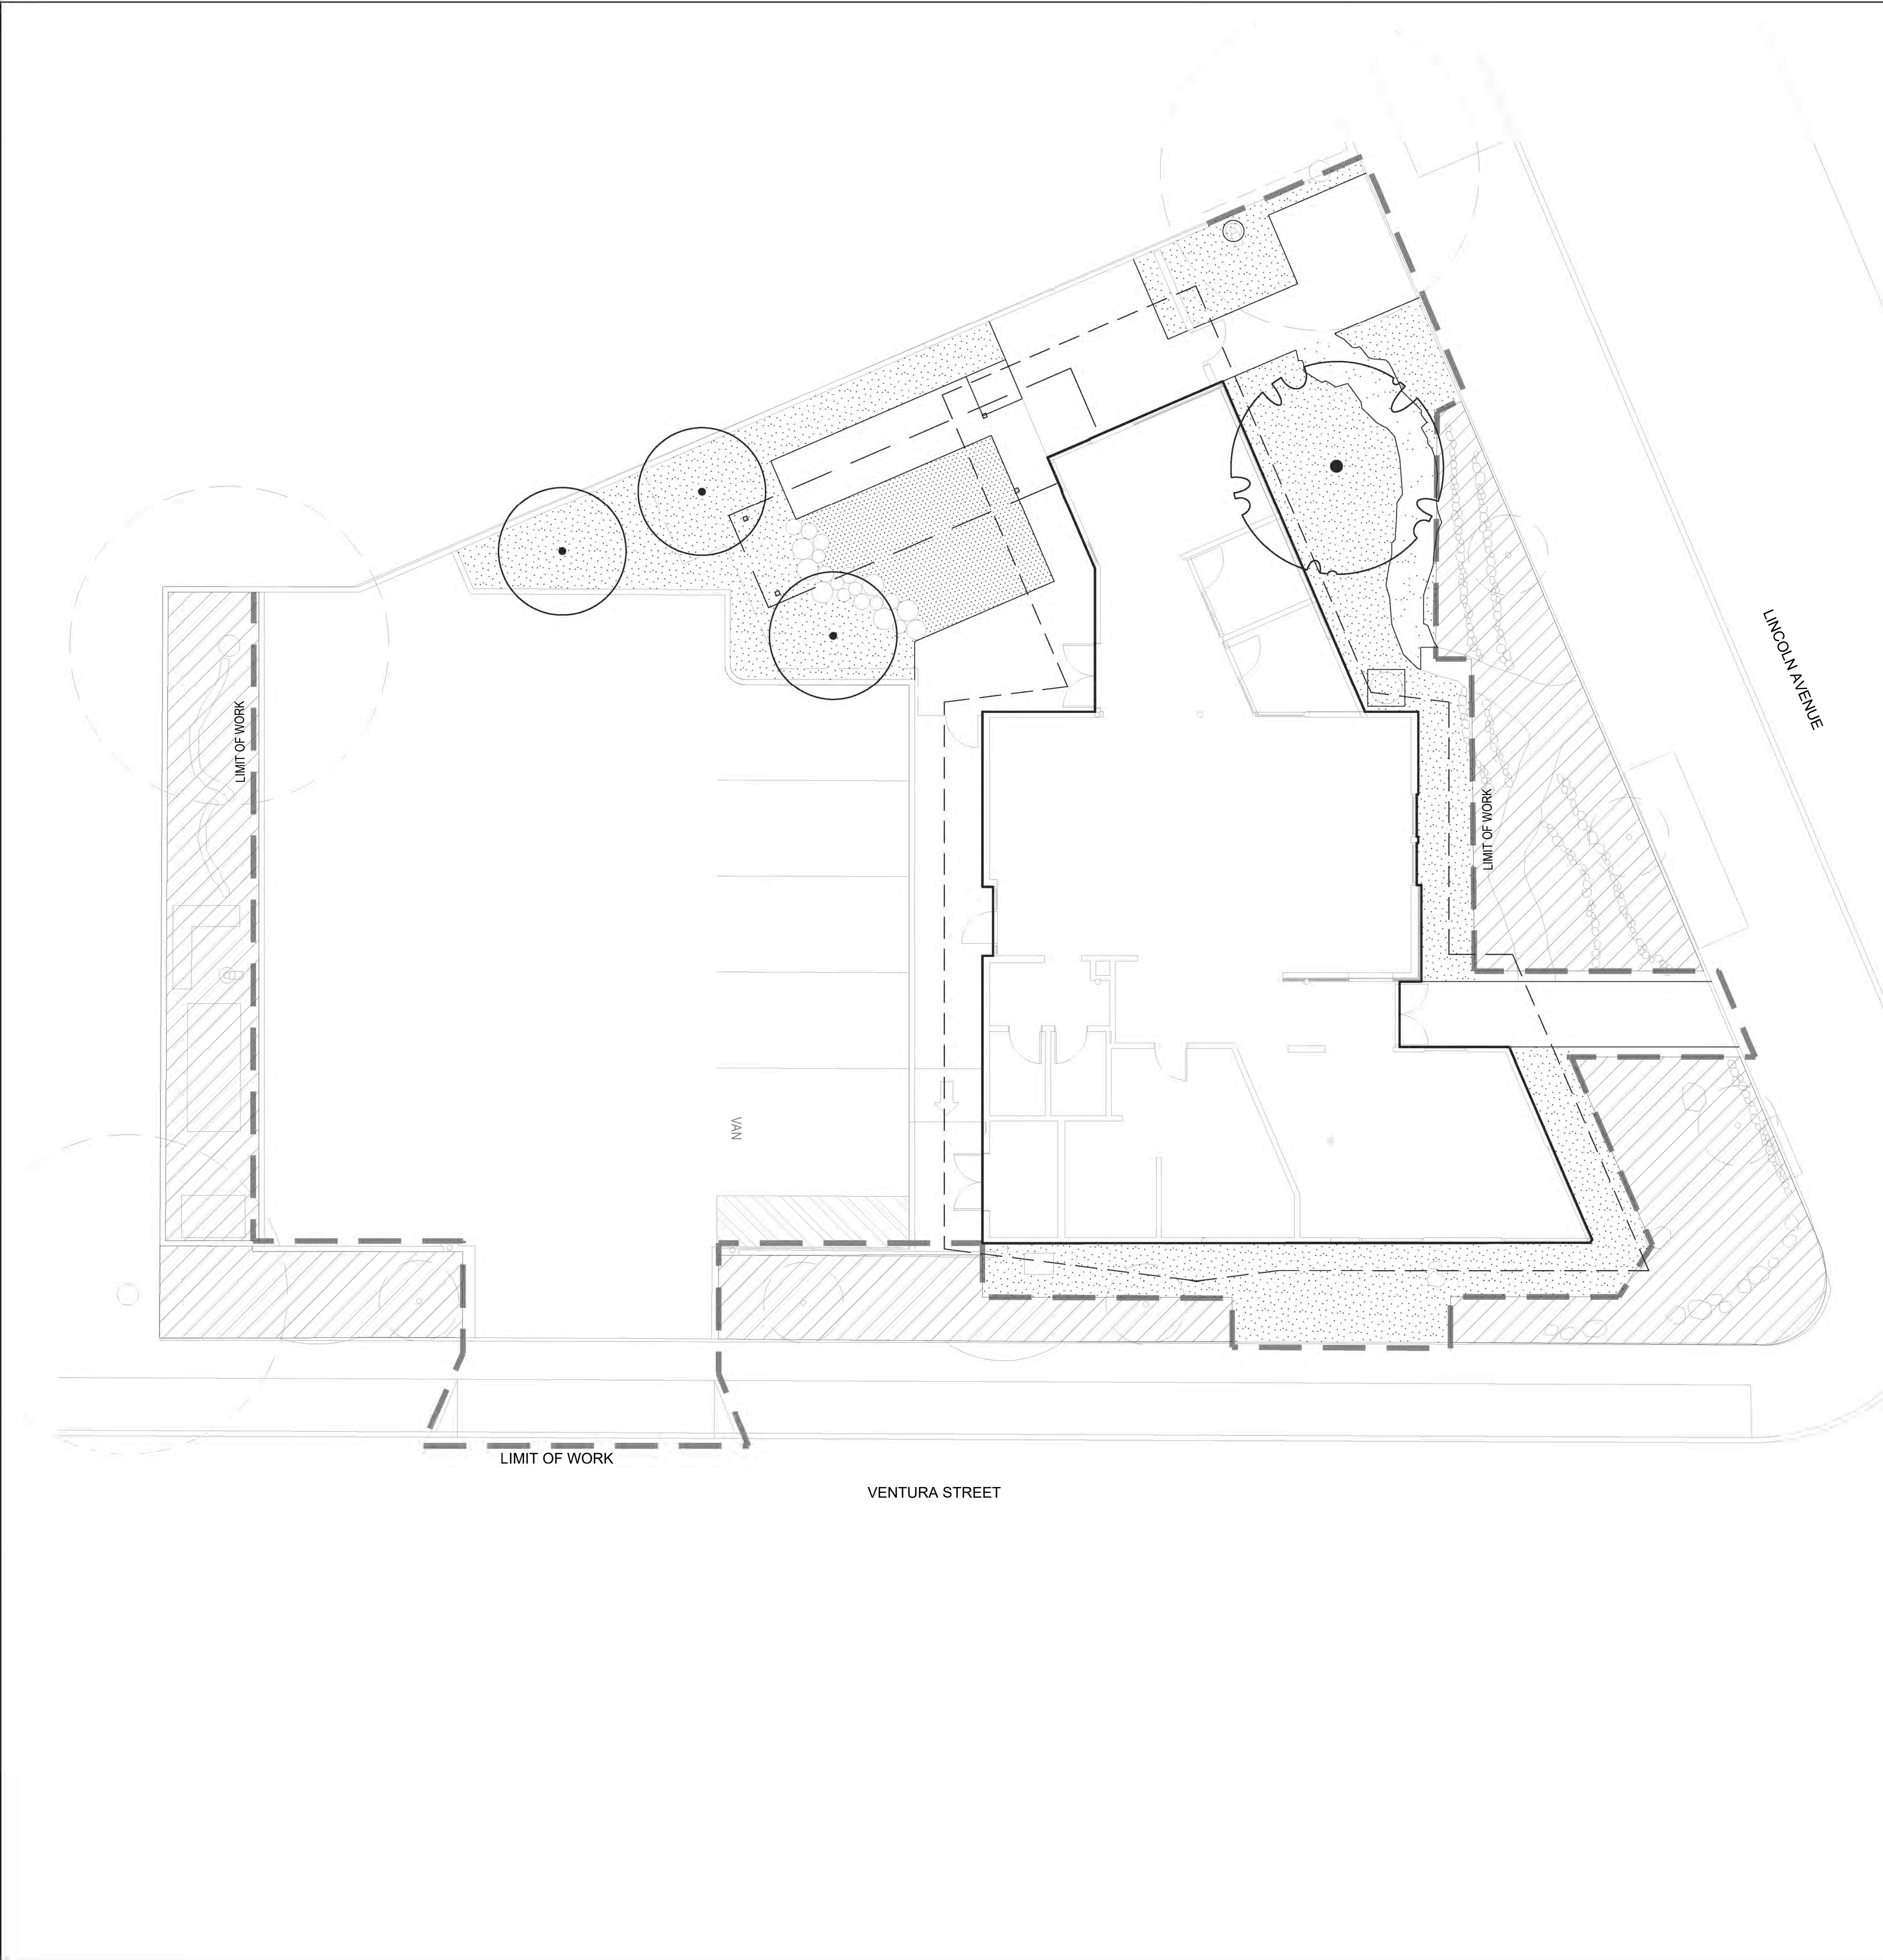 LINCOLN AVENUE
LIMIT OF WORK
LIMIT OF WORK
VAN
LIMIT OF WORK
VENTURA STREET